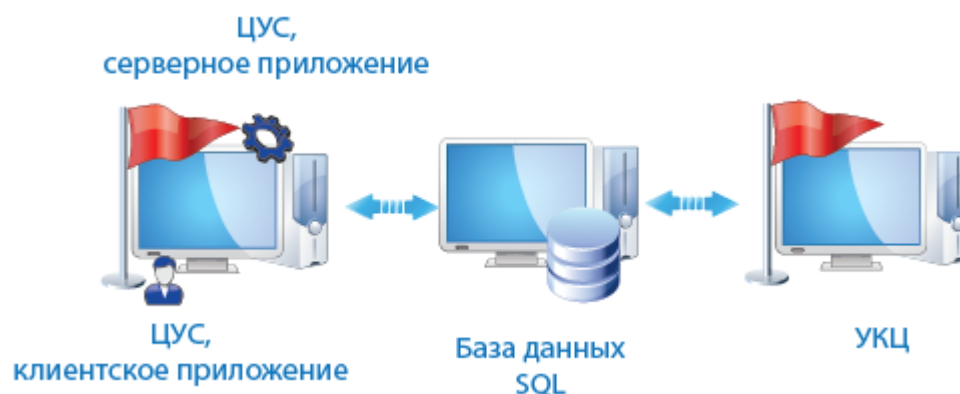 ЦУС,
серверное приложение
ЦУС,
клиентское приложение
База данных
SQL
УКЦ